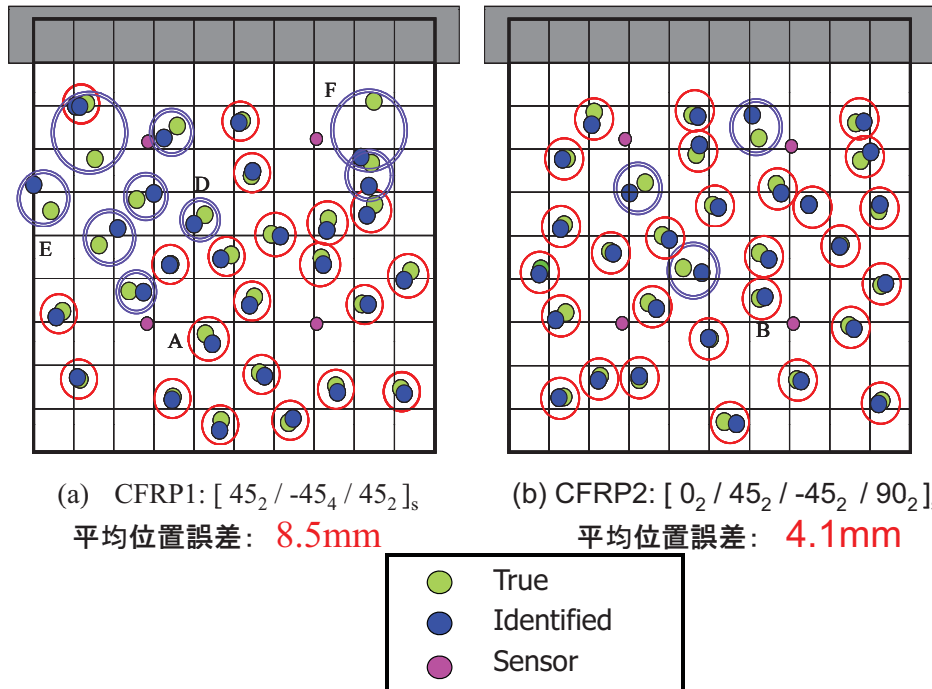 F
D
E
A
B
(a) CFRP1: [ 45₂ / -45₄ / 45₂ ]ₛ
平均位置誤差: 8.5mm
(b) CFRP2: [ 0₂ / 45₂ / -45₂ / 90₂ ]
平均位置誤差: 4.1mm
True
Identified
Sensor